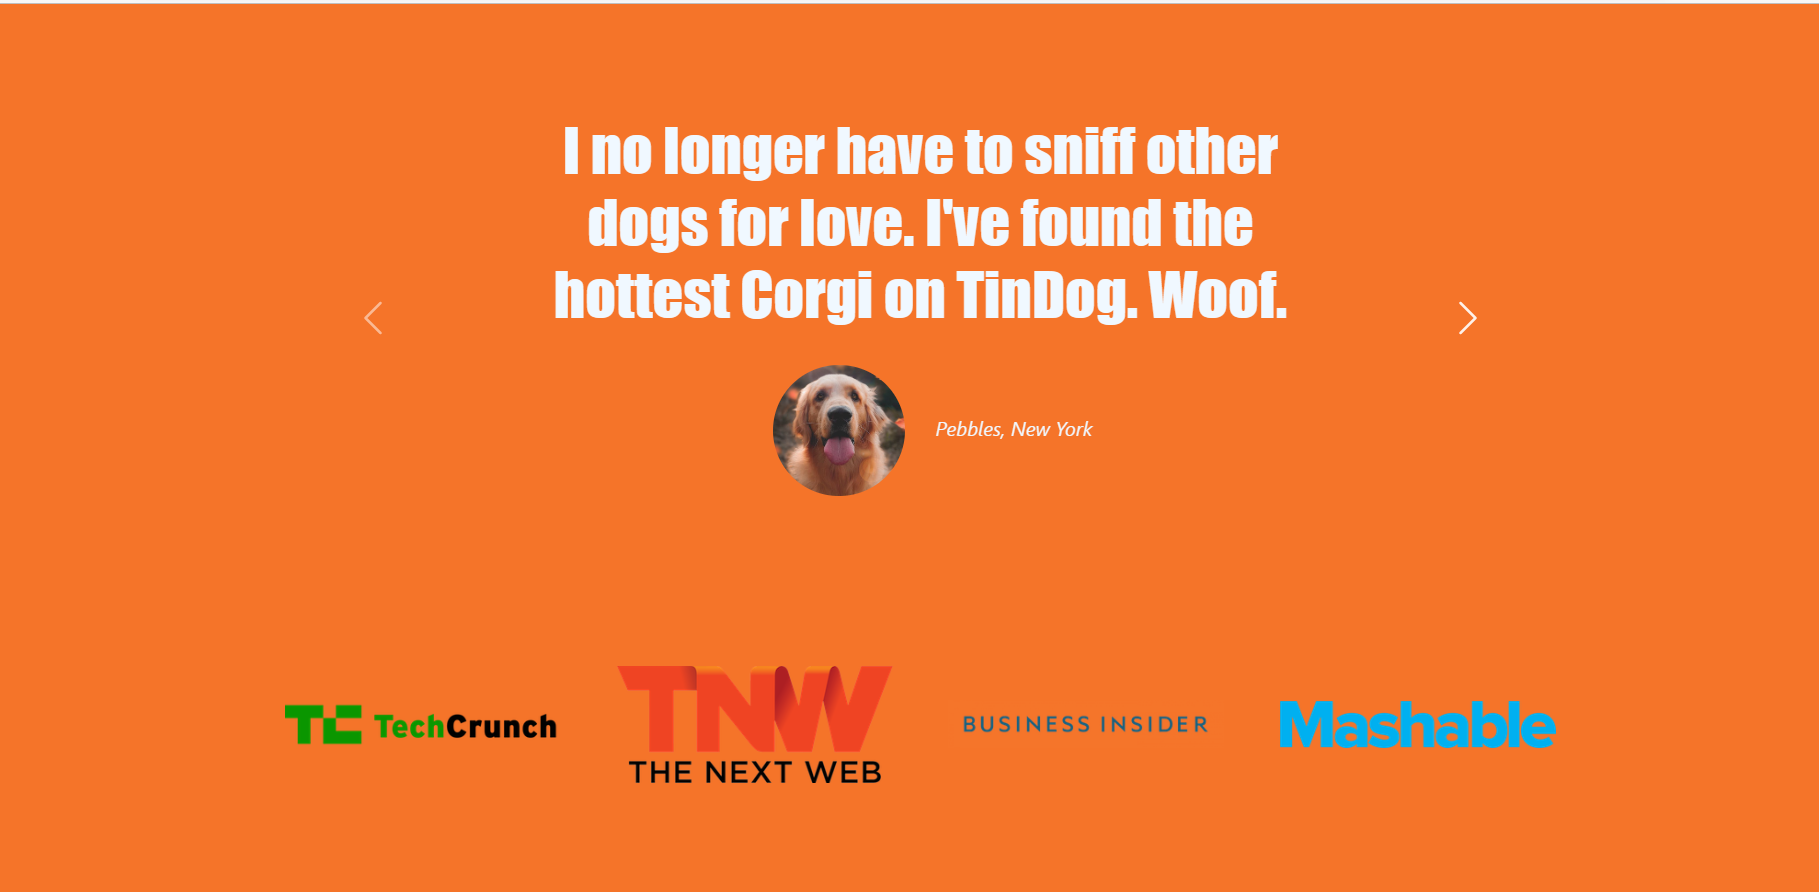 I no longer have to sniff other
dogs for love. I've found the
hottest Corgi on TinDog. Woof.
Pebbles, New York
TC TechCrunch
TNW
THE NEXT WEB
BUSINESS INSIDER
Mashable